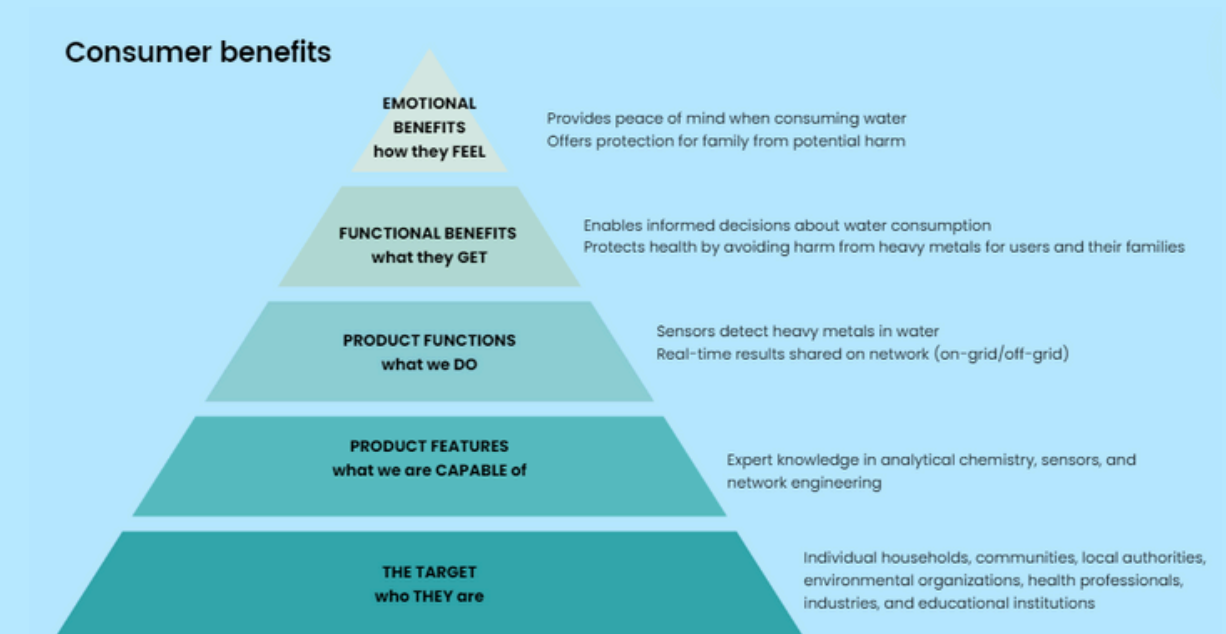 Consumer benefits
EMOTIONAL
BENEFITS
how they FEEL
Provides peace of mind when consuming water
Offers protection for family from potential harm
FUNCTIONAL BENEFITS
what they GET
Enables informed decisions about water consumption
Protects health by avoiding harm from heavy metals for users and their families
PRODUCT FUNCTIONS
what we DO
Sensors detect heavy metals in water
Real-time results shared on network (on-grid/off-grid)
PRODUCT FEATURES
what we are CAPABLE of
Expert knowledge in analytical chemistry, sensors, and
network engineering
THE TARGET
who THEY are
Individual households, communities, local authorities,
environmental organizations, health professionals,
industries, and educational institutions